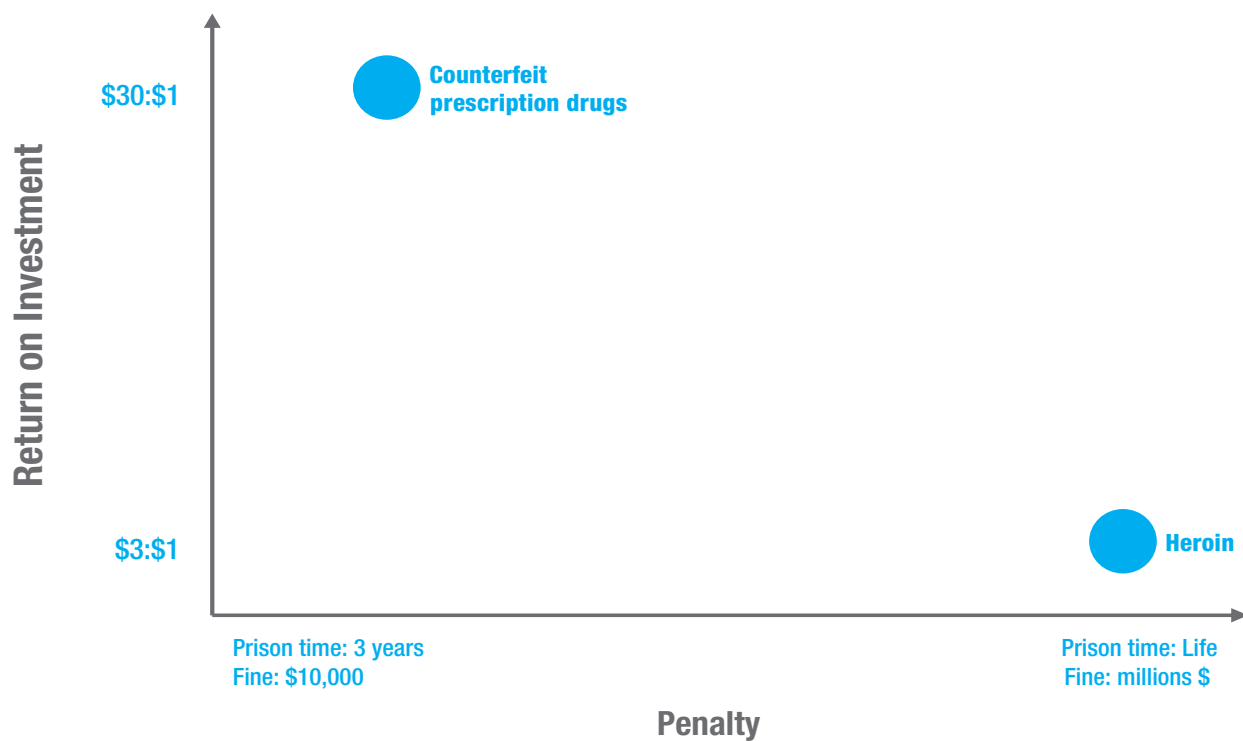 $30:$1
Counterfeit
prescription drugs
Return on Investment
$3:$1
Heroin
Prison time: 3 years
Fine: $10,000
Prison time: Life
Fine: millions $
Penalty